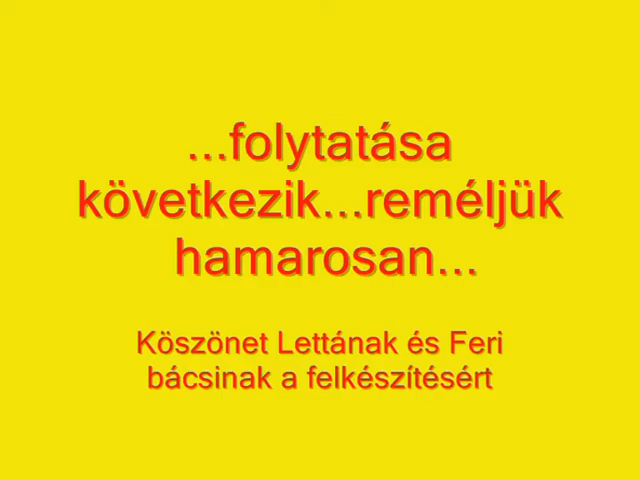 ...folytatása
következik...reméljük
hamarosan...
Köszönet Lettának és Feri
bácsinak a felkészítésért